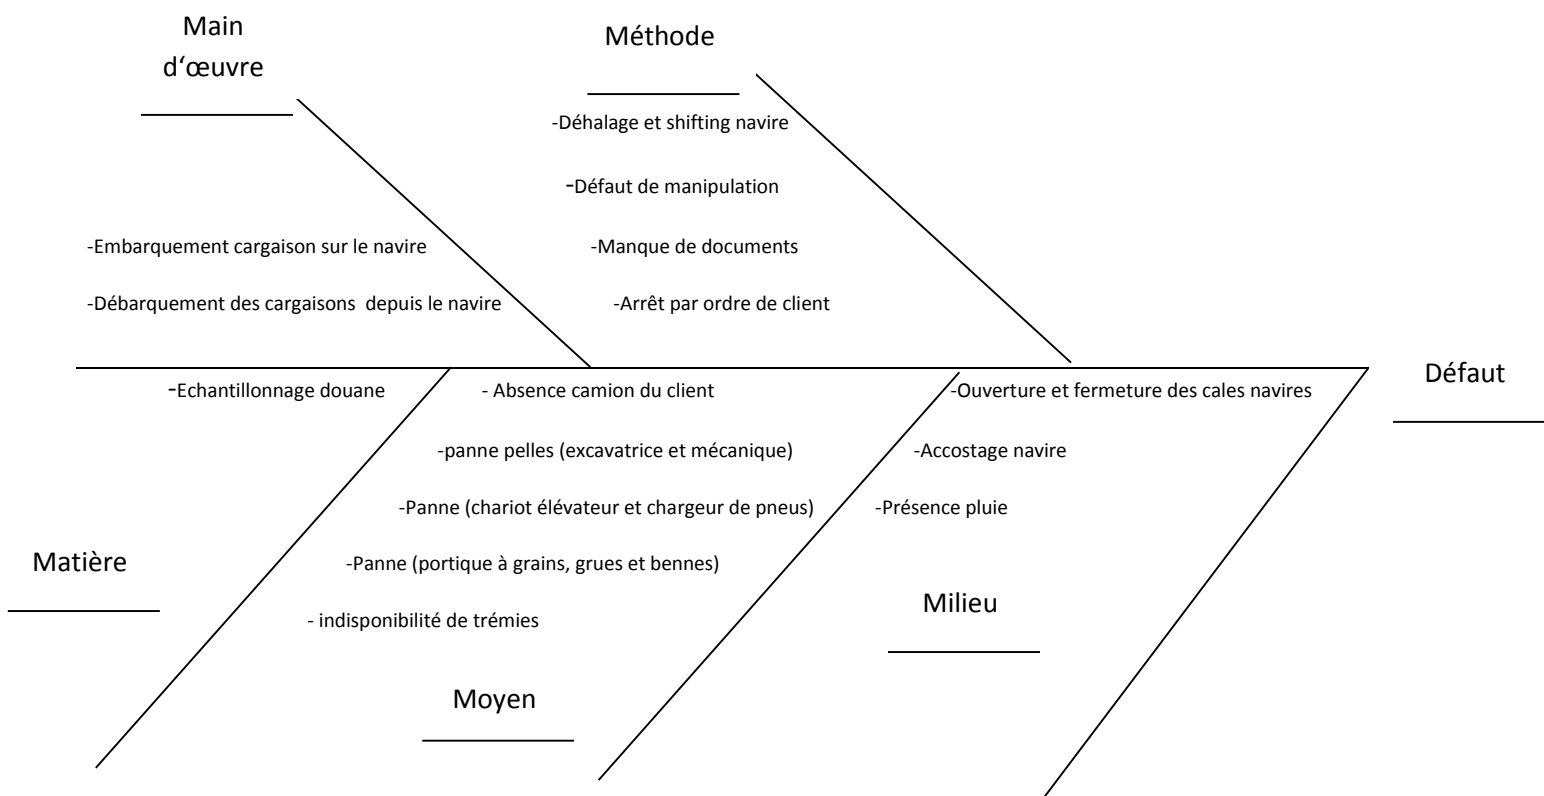 Main
d‘œuvre
Méthode
-Déhalage et shifting navire
-Défaut de manipulation
-Embarquement cargaison sur le navire
-Manque de documents
-Débarquement des cargaisons  depuis le navire
-Arrêt par ordre de client
Défaut
-Echantillonnage douane
- Absence camion du client
-Ouverture et fermeture des cales navires
-panne pelles (excavatrice et mécanique)
-Accostage navire
-Panne (chariot élévateur et chargeur de pneus)
-Présence pluie
Matière
-Panne (portique à grains, grues et bennes)
Milieu
- indisponibilité de trémies
Moyen